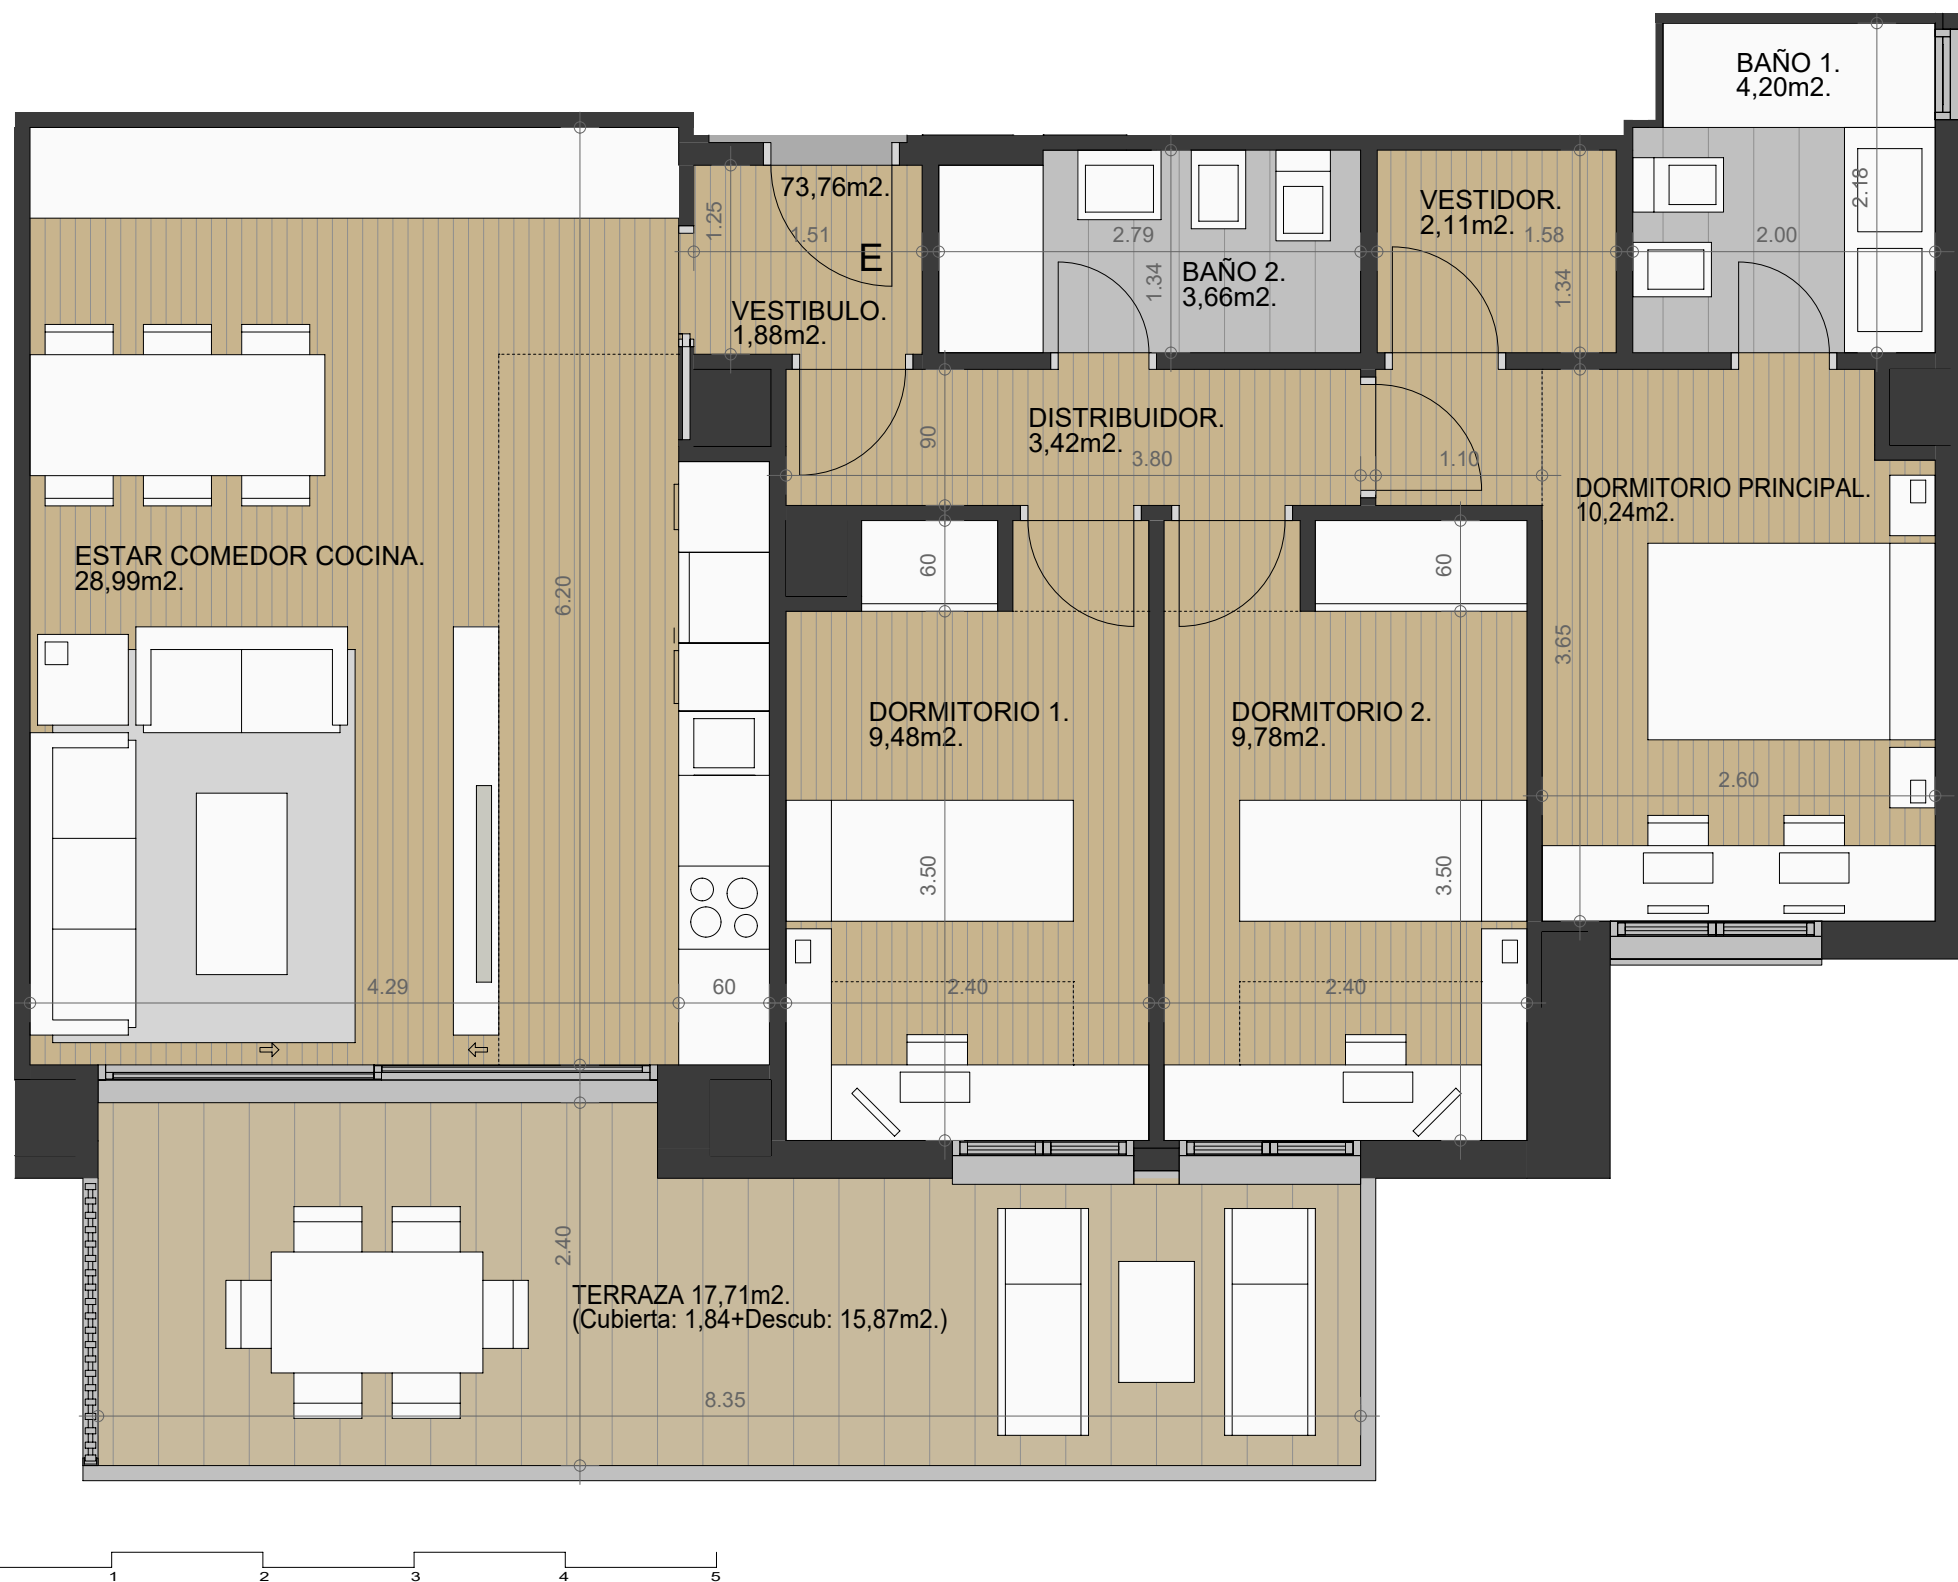 BAÑO 1.
4,20m2.
2.18
2.00
73,76m2.
1.25
1.51
E
VESTIBULO.
1,88m2.
2.79
1.34
BAÑO 2.
3,66m2.
VESTIDOR.
2,11m2.
1.58
1.34
DISTRIBUIDOR.
3,42m2.
90
3.80
1.10
DORMITORIO PRINCIPAL.
10,24m2.
ESTAR COMEDOR COCINA.
28,99m2.
6.20
60
60
3.65
DORMITORIO 1.
9,48m2.
DORMITORIO 2.
9,78m2.
2.60
3.50
3.50
4.29
60
2.40
2.40
2.40
TERRAZA 17,71m2.
(Cubierta: 1,84+Descub: 15,87m2.)
8.35
1 2 3 4 5